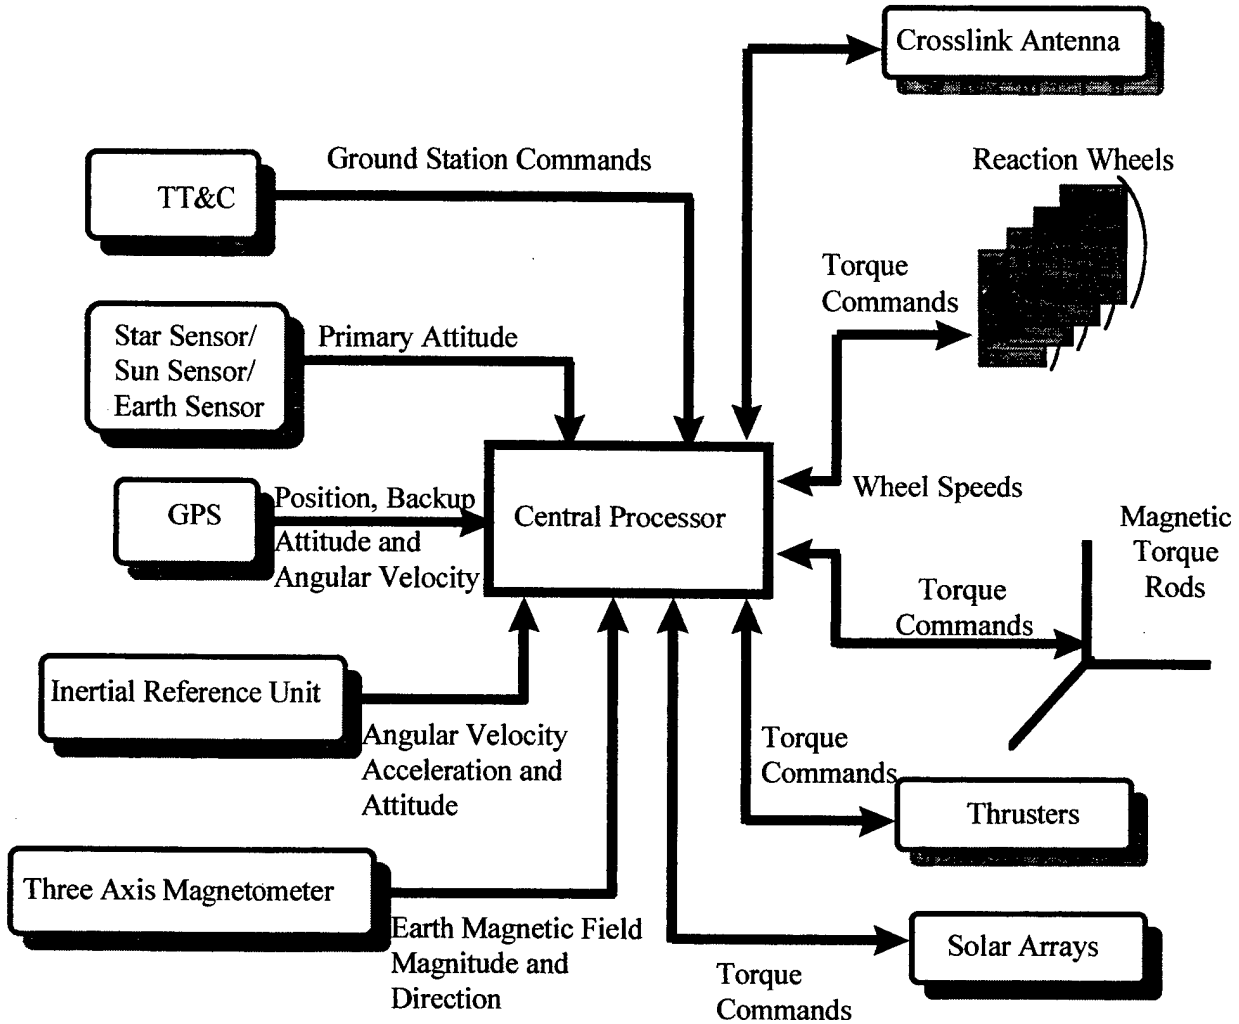 Crosslink Antenna
Ground Station Commands
Reaction Wheels
TT&C
Torque
Commands
Star Sensor/
Sun Sensor/
Earth Sensor
Primary Attitude
GPS
Position, Backup
Attitude and
Angular Velocity
Central Processor
Wheel Speeds
Magnetic
Torque
Rods
Torque
Commands
Inertial Reference Unit
Angular Velocity
Acceleration and
Attitude
Torque
Commands
Thrusters
Three Axis Magnetometer
Earth Magnetic Field
Magnitude and
Direction
Solar Arrays
Torque
Commands